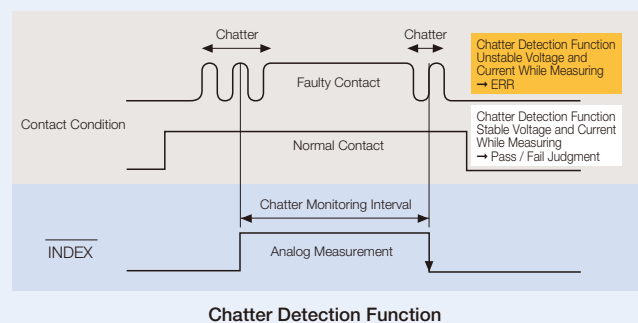 Chatter
Chatter
Chatter Detection Function
Unstable Voltage and
Current While Measuring
→ ERR
Faulty Contact
Contact Condition
Chatter Detection Function
Stable Voltage and Current
While Measuring
→ Pass / Fail Judgment
Normal Contact
Chatter Monitoring Interval
INDEX
Analog Measurement
Chatter Detection Function